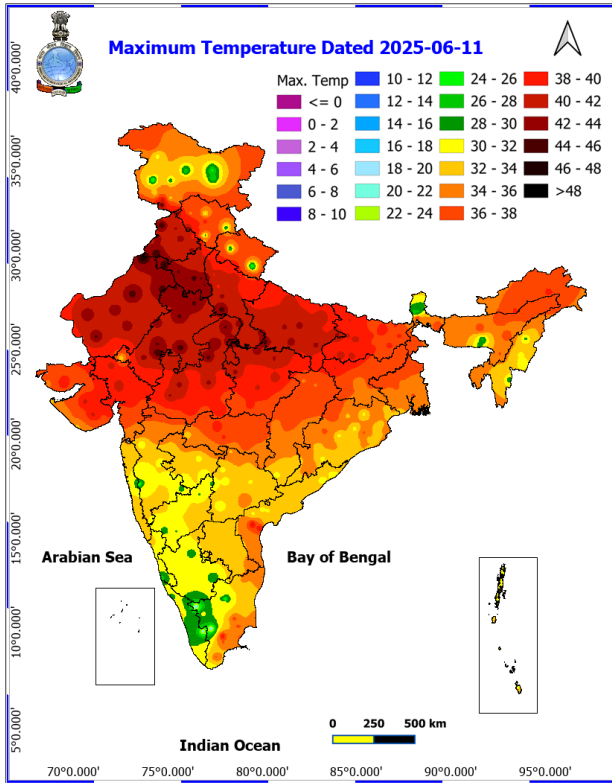 Maximum Temperature Dated 2025-06-11
Max. Temp
<= 0
0 - 2
2 - 4
4 - 6
6 - 8
8 - 10
10 - 12
12 - 14
14 - 16
16 - 18
18 - 20
20 - 22
22 - 24
24 - 26
26 - 28
28 - 30
30 - 32
32 - 34
34 - 36
36 - 38
38 - 40
40 - 42
42 - 44
44 - 46
46 - 48
>48
40°0.000'
35°0.000'
30°0.000'
25°0.000'
20°0.000'
15°0.000'
10°0.000'
5°0.000'
Arabian Sea
Bay of Bengal
0 250 500 km
Indian Ocean
70°0.000' 75°0.000' 80°0.000' 85°0.000' 90°0.000' 95°0.000'